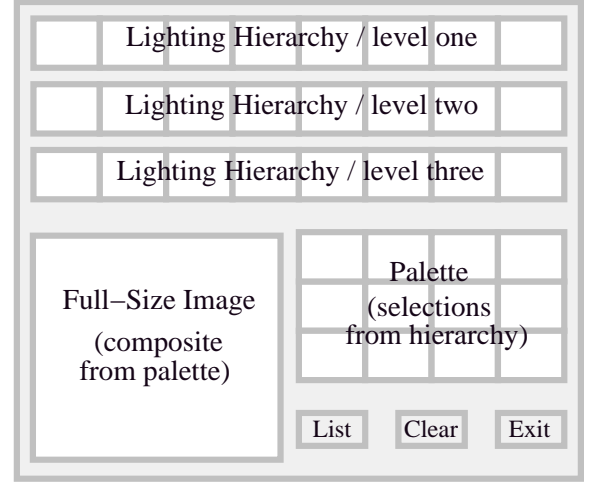 Lighting Hierarchy / level one
Lighting Hierarchy / level two
Lighting Hierarchy / level three
Full–Size Image
(composite
from palette)
Palette
(selections
from hierarchy)
List
Clear
Exit